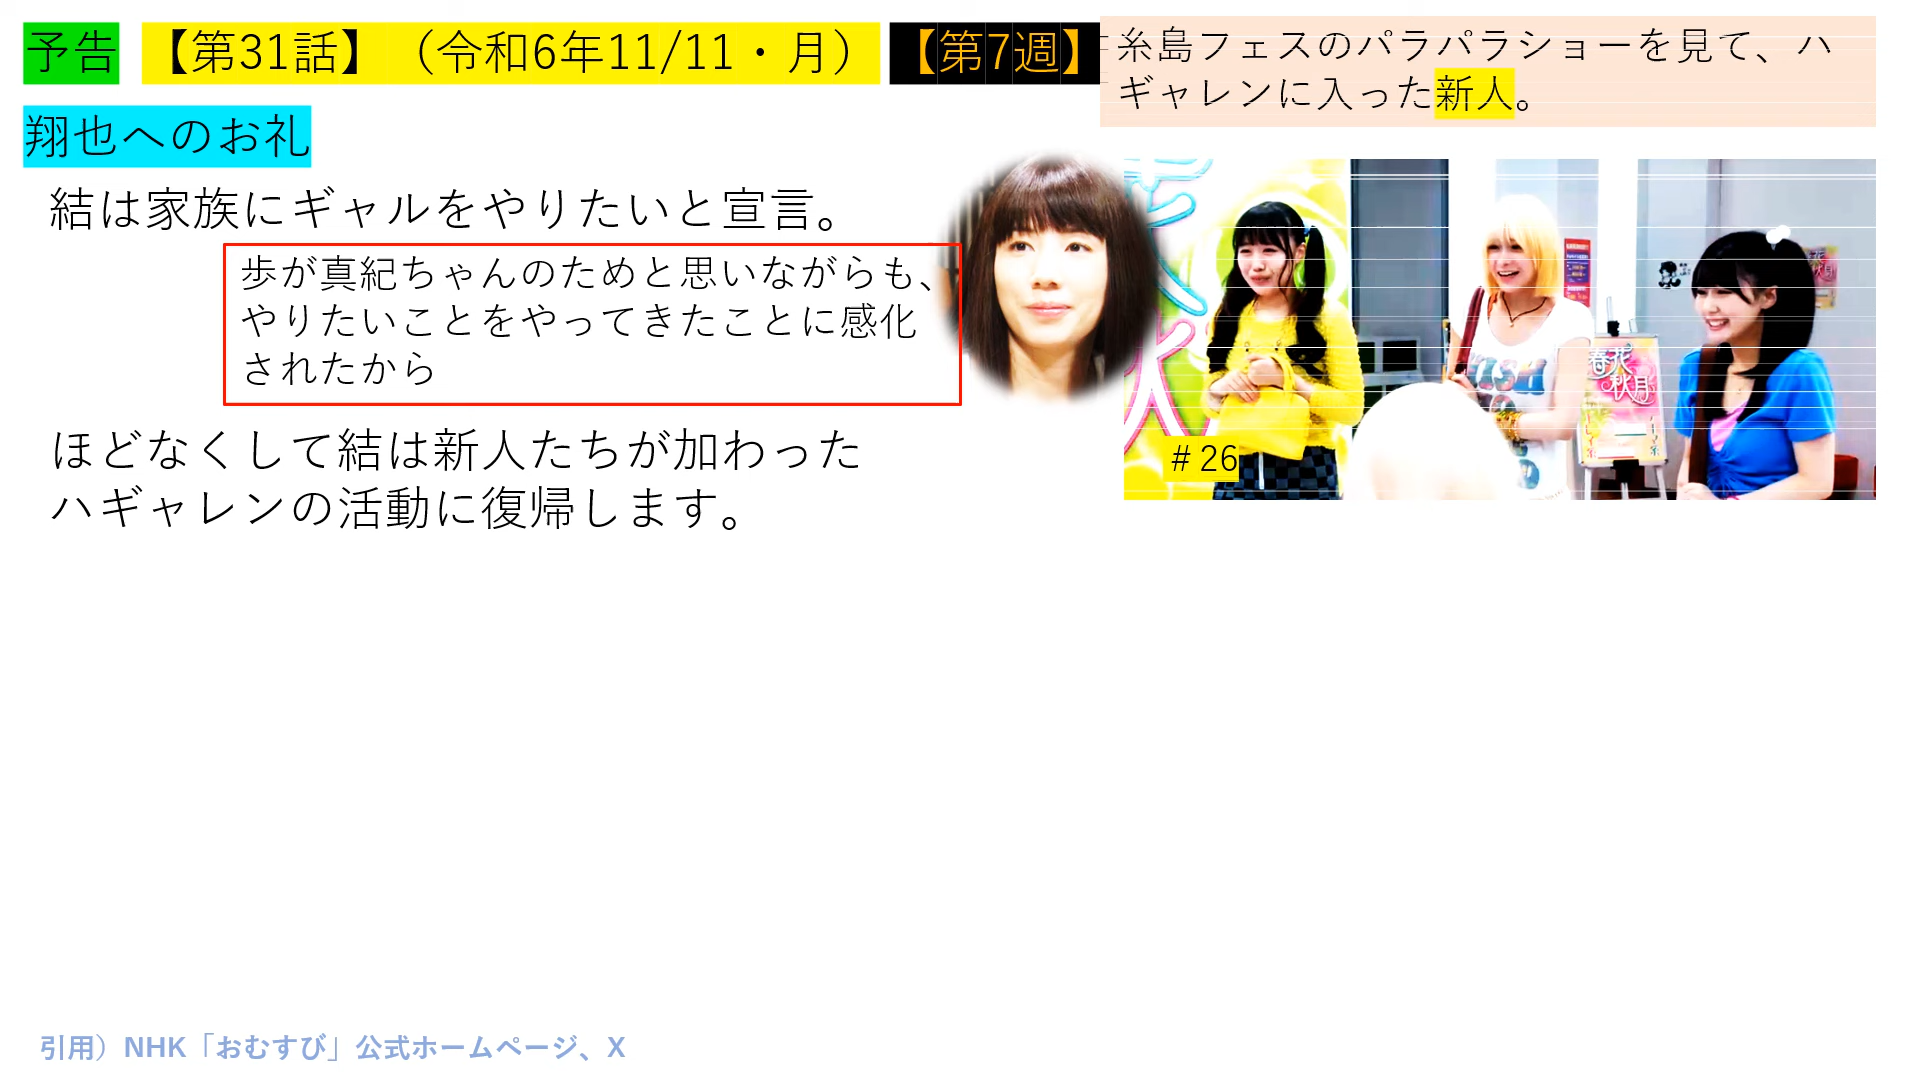 予告 【第31話】（令和6年11/11・月） 【第7週】
糸島フェスのパラパラショーを見て、ハ
ギャレンに入った新人。
翔也へのお礼
結は家族にギャルをやりたいと宣言。
歩が真紀ちゃんのためと思いながらも、
やりたいことをやってきたことに感化
されたから
ほどなくして結は新人たちが加わった
ハギャレンの活動に復帰します。
春花
秋月
＃26
引用）NHK「おむすび」公式ホームページ、X